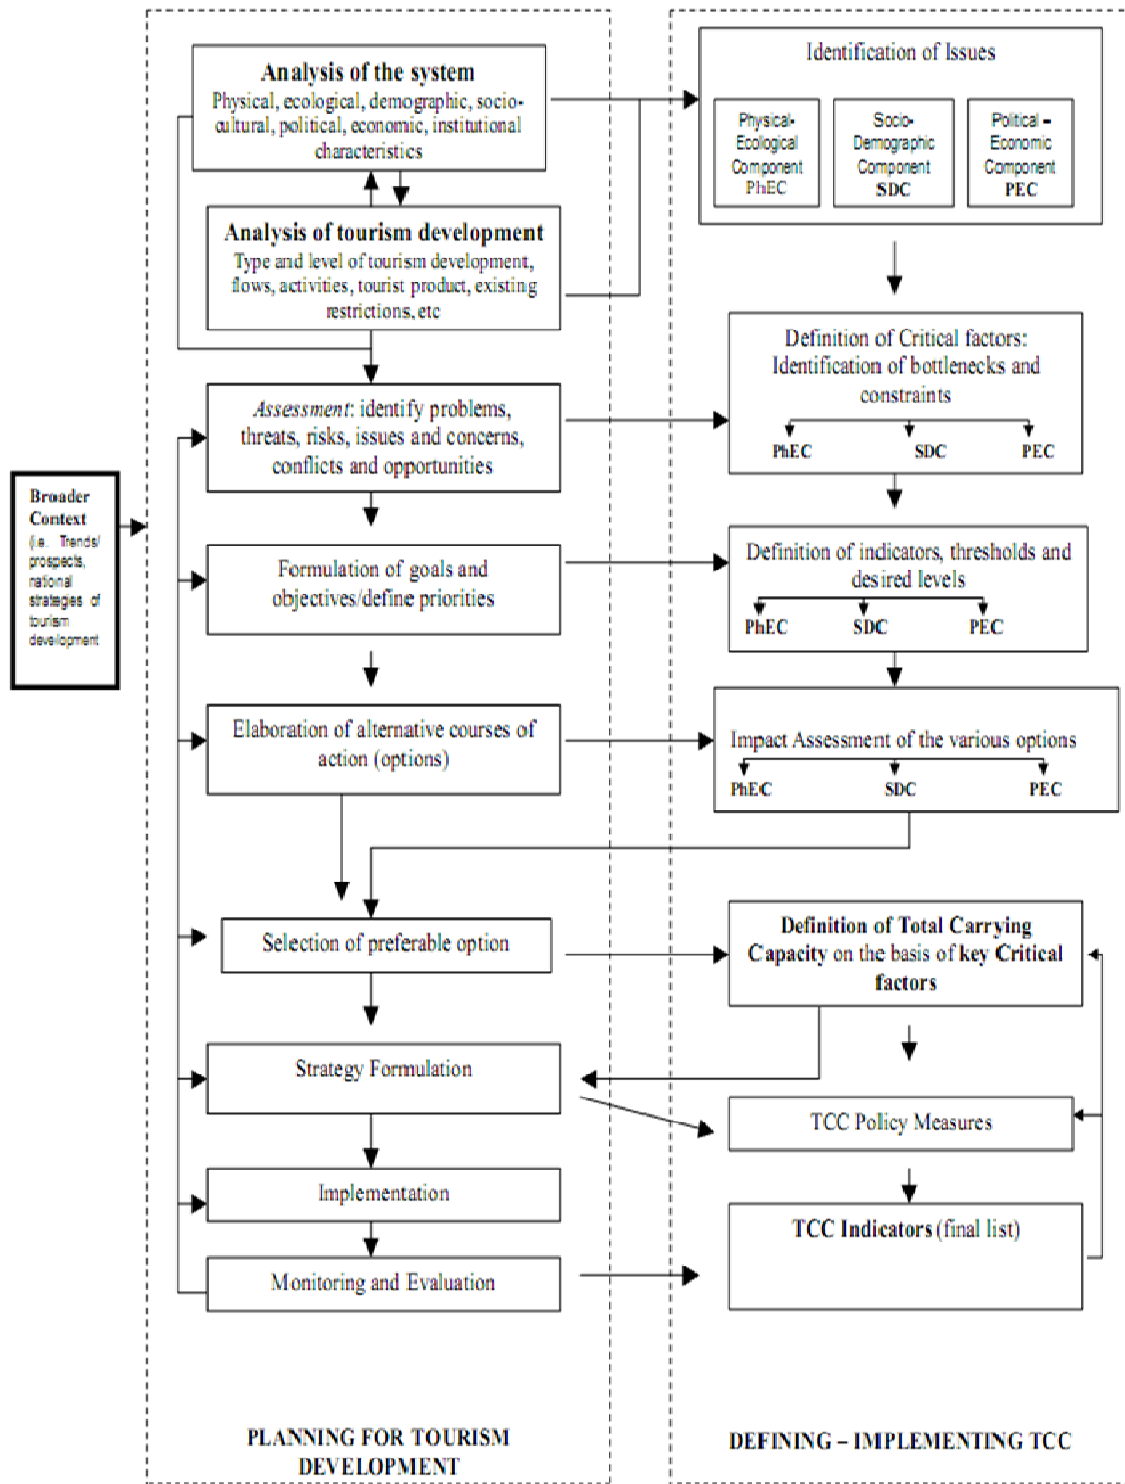 Analysis of the system
Physical, ecological, demographic, socio-
cultural, political, economic, institutional
characteristics
Analysis of tourism development
Type and level of tourism development,
flows, activities, tourist product, existing
restrictions, etc
Assessment: identify problems,
threats, risks, issues and concerns,
conflicts and opportunities
Broader
Context
(i.e. Trends/
prospects,
national
strategies of
tourism
development
Formulation of goals and
objectives/define priorities
Elaboration of alternative courses of
action (options)
Selection of preferable option
Strategy Formulation
Implementation
Monitoring and Evaluation
PLANNING FOR TOURISM
DEVELOPMENT
Identification of Issues
Physical-
Ecological
Component
PhEC
Socio-
Demographic
Component
SDC
Political –
Economic
Component
PEC
Definition of Critical factors:
Identification of bottlenecks and
constraints
PhEC SDC PEC
Definition of indicators, thresholds and
desired levels
PhEC SDC PEC
Impact Assessment of the various options
PhEC SDC PEC
Definition of Total Carrying
Capacity on the basis of key Critical
factors
TCC Policy Measures
TCC Indicators (final list)
DEFINING – IMPLEMENTING TCC